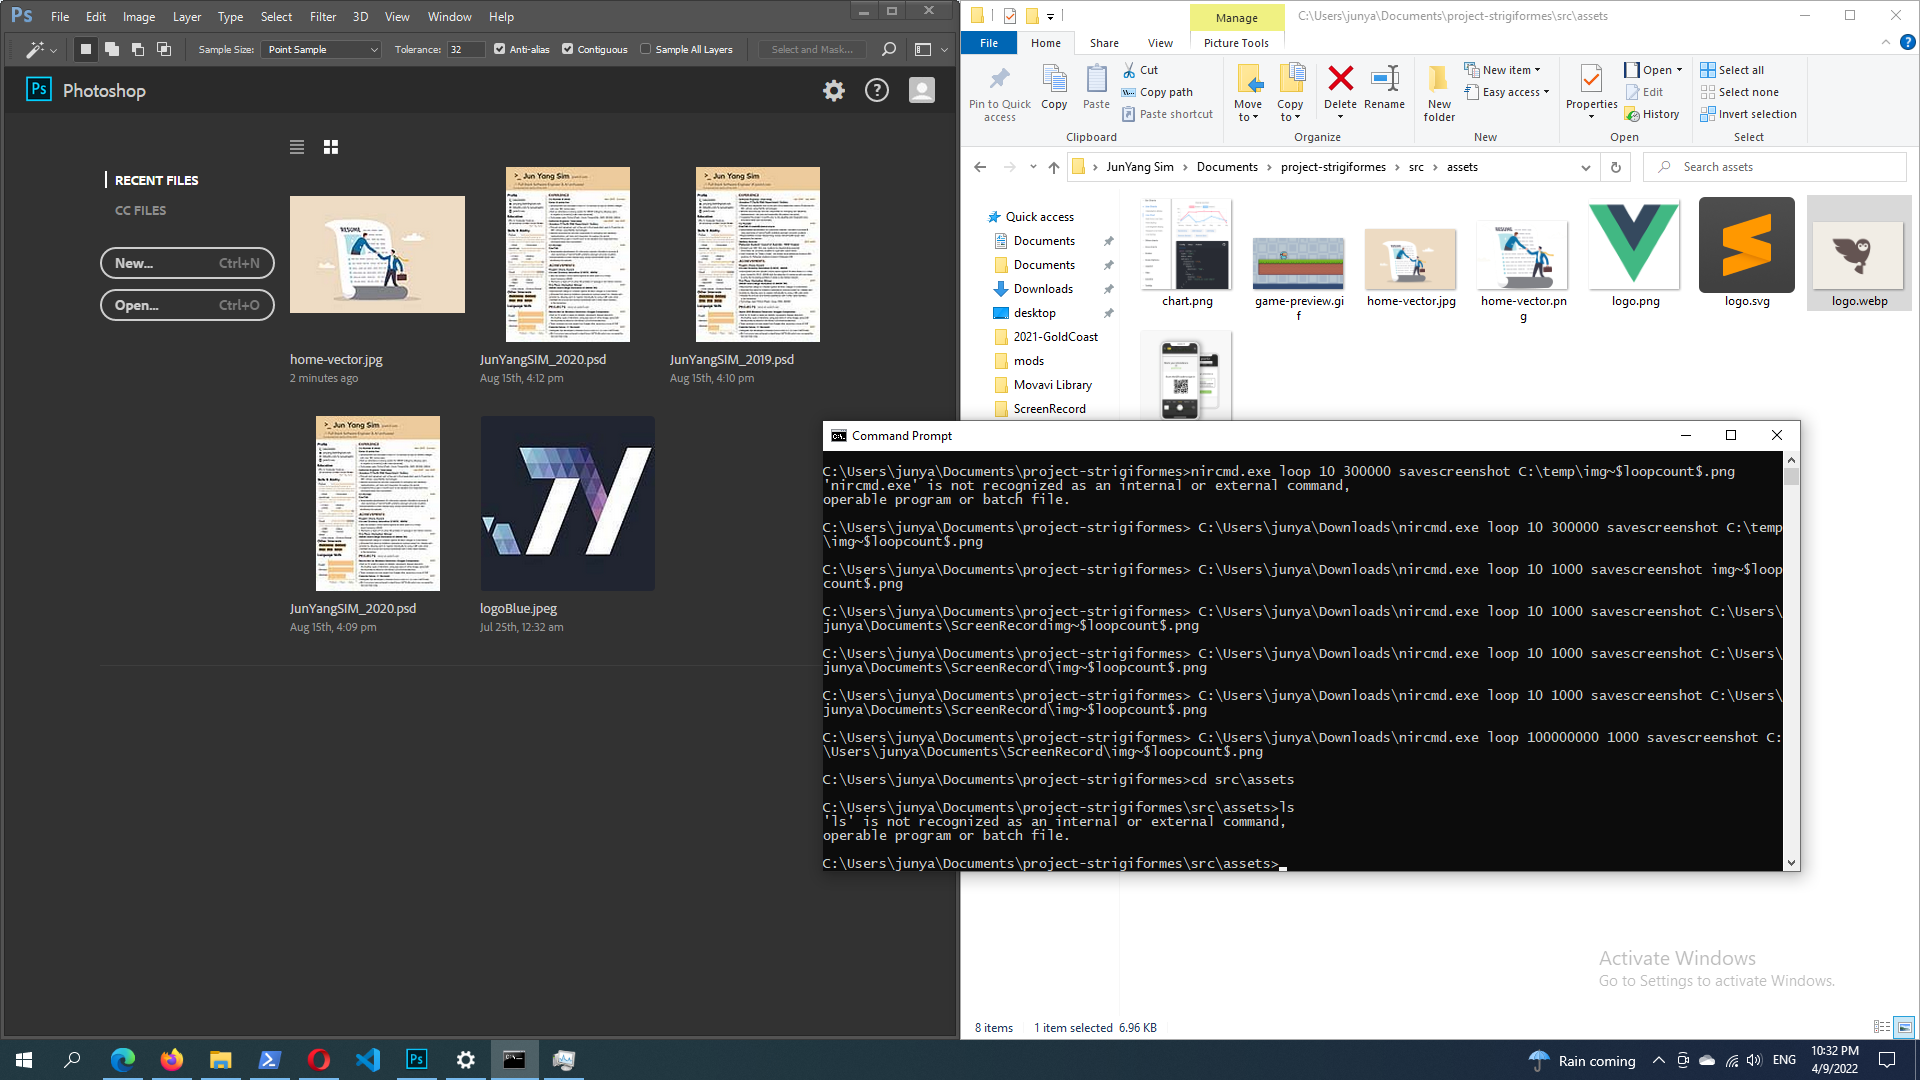 Ps File Edit Image Layer Type Select Filter 3D View Window Help
Sample Size: Point Sample Tolerance: 32 Anti-alias Contiguous Sample All Layers Select and Mask...
Ps Photoshop
RECENT FILES
CC FILES
New... Ctrl+N
Open... Ctrl+O
home-vector.jpg
2 minutes ago
JunYangSIM_2020.psd
Aug 15th, 4:12 pm
JunYangSIM_2019.psd
Aug 15th, 4:10 pm
JunYangSIM_2020.psd
Aug 15th, 4:09 pm
logoBlue.jpeg
Jul 25th, 12:32 am
Manage
C:\Users\junya\Documents\project-strigiformes\src\assets
File Home Share View Picture Tools
Pin to Quick access
Copy
Paste
Cut
Copy path
Paste shortcut
Clipboard
Move to
Copy to
Delete
Rename
Organize
New folder
New item
Easy access
New
Properties
Open
Edit
History
Open
Select all
Select none
Invert selection
Select
JunYang Sim > Documents > project-strigiformes > src > assets
Search assets
Quick access
Documents
Documents
Downloads
desktop
2021-GoldCoast
mods
Movavi Library
ScreenRecord
chart.png
game-preview.gi
f
home-vector.jpg
home-vector.pn
g
logo.png
logo.svg
logo.webp
Command Prompt
C:\Users\junya\Documents\project-strigiformes>nircmd.exe loop 10 300000 savescreenshot C:\temp\img~$loopcount$.png
'nircmd.exe' is not recognized as an internal or external command,
operable program or batch file.
C:\Users\junya\Documents\project-strigiformes> C:\Users\junya\Downloads\nircmd.exe loop 10 300000 savescreenshot C:\temp
\img~$loopcount$.png
C:\Users\junya\Documents\project-strigiformes> C:\Users\junya\Downloads\nircmd.exe loop 10 1000 savescreenshot img~$loop
count$.png
C:\Users\junya\Documents\project-strigiformes> C:\Users\junya\Downloads\nircmd.exe loop 10 1000 savescreenshot C:\Users\
junya\Documents\ScreenRecordimg~$loopcount$.png
C:\Users\junya\Documents\project-strigiformes> C:\Users\junya\Downloads\nircmd.exe loop 10 1000 savescreenshot C:\Users\
junya\Documents\ScreenRecord\img~$loopcount$.png
C:\Users\junya\Documents\project-strigiformes> C:\Users\junya\Downloads\nircmd.exe loop 10 1000 savescreenshot C:\Users\
junya\Documents\ScreenRecord\img~$loopcount$.png
C:\Users\junya\Documents\project-strigiformes> C:\Users\junya\Downloads\nircmd.exe loop 100000000 1000 savescreenshot C:
\Users\junya\Documents\ScreenRecord\img~$loopcount$.png
C:\Users\junya\Documents\project-strigiformes>cd src\assets
C:\Users\junya\Documents\project-strigiformes\src\assets>ls
'ls' is not recognized as an internal or external command,
operable program or batch file.
C:\Users\junya\Documents\project-strigiformes\src\assets>
Activate Windows
Go to Settings to activate Windows.
8 items 1 item selected 6.96 KB
Rain coming
ENG
10:32 PM
4/9/2022